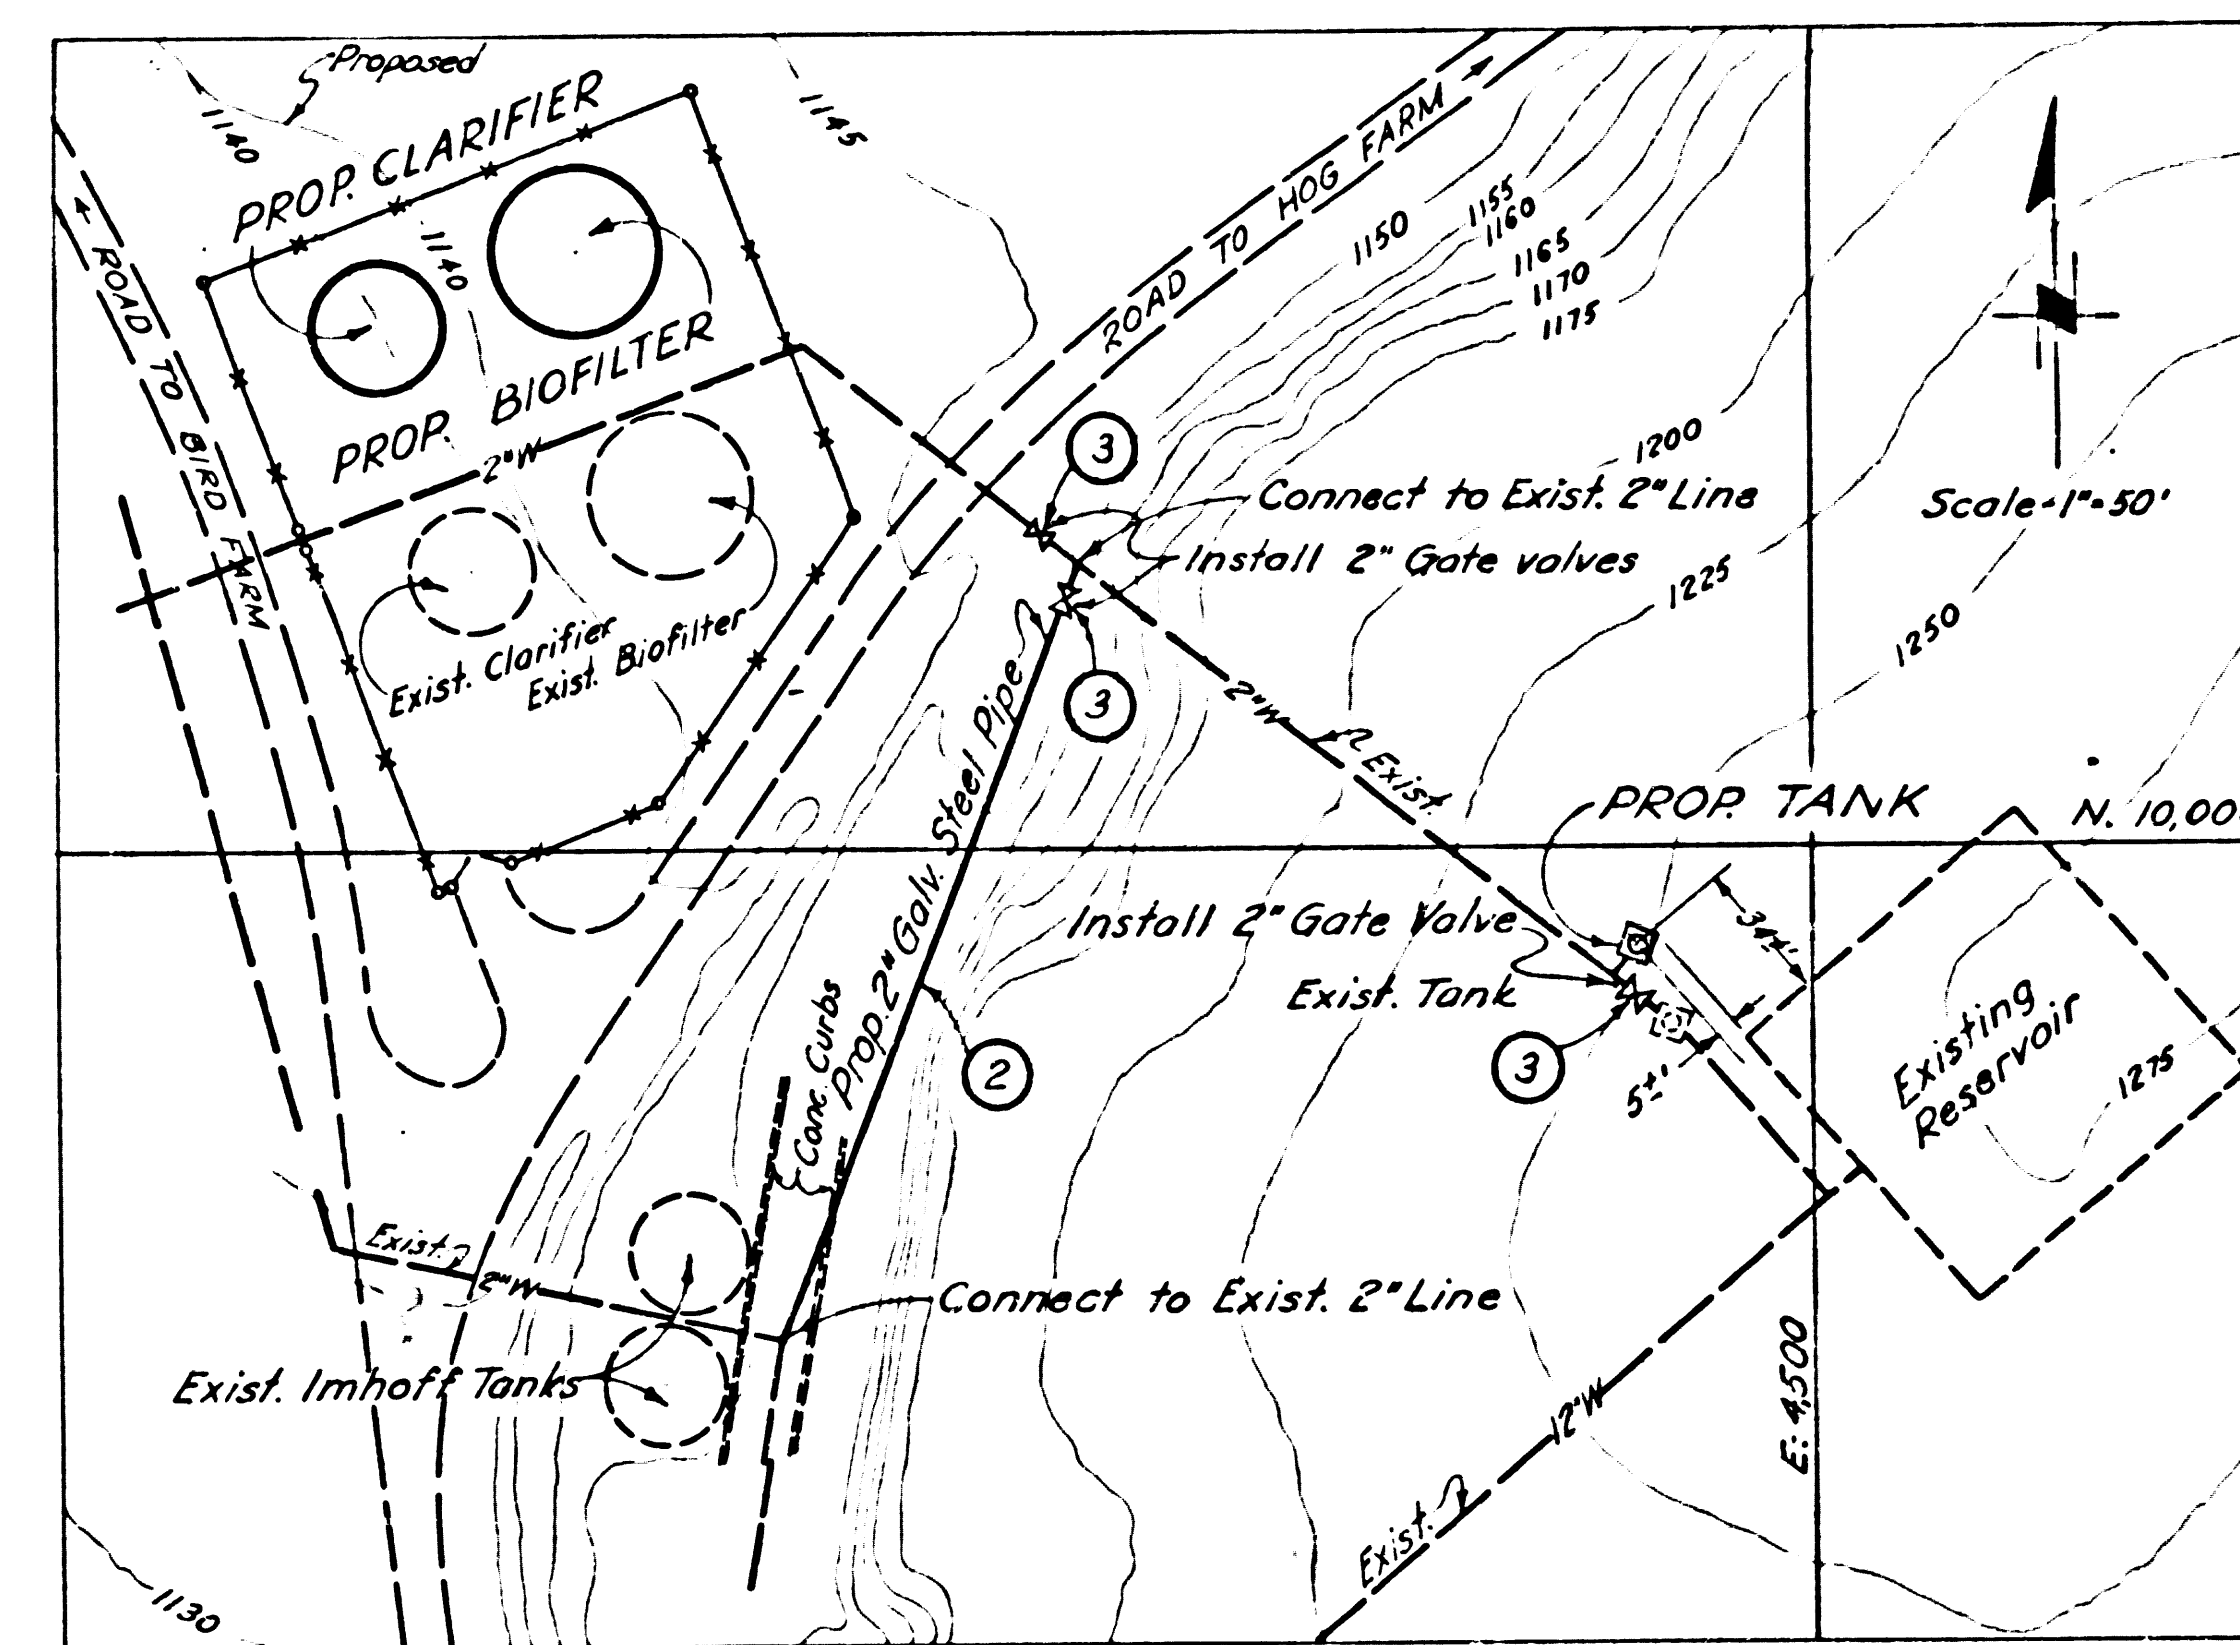 Proposed
PROP. CLARIFIER
1140
1145
1140
ROAD TO HOG FARM
1150
1155
1160
1165
1170
1175
ROAD TO BIRD FARM
PROP. BIOFILTER
2"W
3
1200
Connect to Exist. 2" Line
Scale-1"=50'
Install 2" Gate valves
1225
1250
Exist. Clarifier
Exist. Biofilter
3
2"W
Exist.
Prop. 2" Galv. Steel Pipe
PROP. TANK
N. 10,00
Install 2" Gate Valve
34±'
Exist. Tank
Conc. Curbs
2
3
5±'
Existing
Reservoir
1275
Exist.
2"W
Connect to Exist. 2" Line
Exist. Imhoff Tanks
E: 4,500
12"W
Exist.
1130